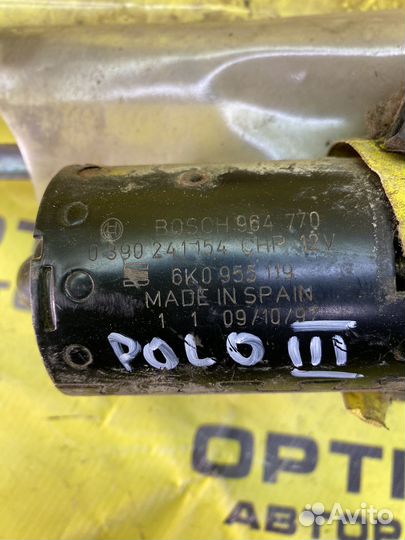 BOSCH 964 770
0 390 241 154 CHP 12V
6K0 955 119
MADE IN SPAIN
1 1 09/10/97
POLO III
OPTI
АВТОР
Avito